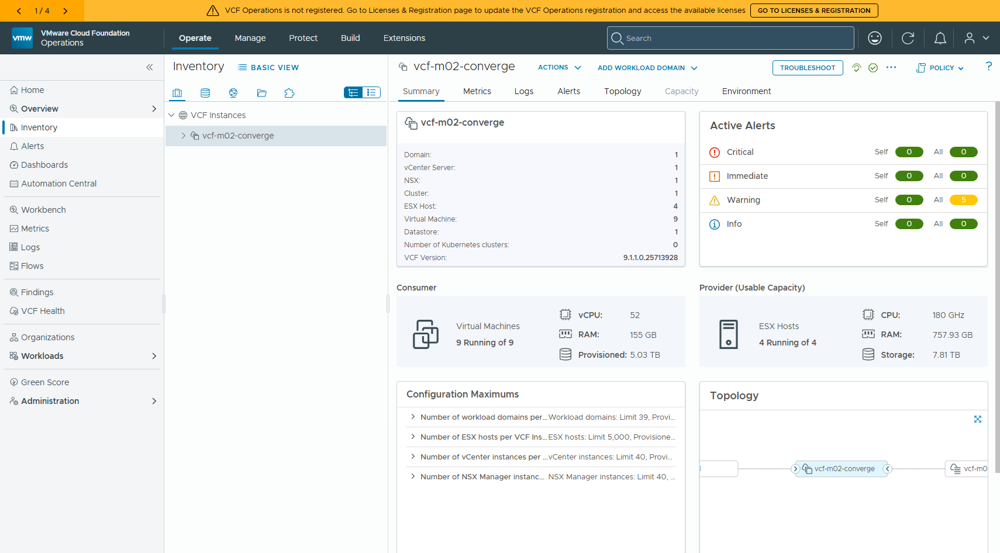 1 / 4
VCF Operations is not registered. Go to Licenses & Registration page to update the VCF Operations registration and access the available licenses
GO TO LICENSES & REGISTRATION
vmw
VMware Cloud Foundation
Operations
Operate
Manage
Protect
Build
Extensions
Search
Home
Overview
Inventory
Alerts
Dashboards
Automation Central
Workbench
Metrics
Logs
Flows
Findings
VCF Health
Organizations
Workloads
Green Score
Administration
Inventory
BASIC VIEW
VCF Instances
vcf-m02-converge
vcf-m02-converge
ACTIONS
ADD WORKLOAD DOMAIN
TROUBLESHOOT
POLICY
?
Summary
Metrics
Logs
Alerts
Topology
Capacity
Environment
vcf-m02-converge
Domain: 1
vCenter Server: 1
NSX: 1
Cluster: 1
ESX Host: 4
Virtual Machine: 9
Datastore: 1
Number of Kubernetes clusters: 0
VCF Version: 9.1.1.0.25713928
Active Alerts
Critical Self 0 All 0
Immediate Self 0 All 0
Warning Self 0 All 5
Info Self 0 All 0
Consumer
Virtual Machines
9 Running of 9
vCPU: 52
RAM: 155 GB
Provisioned: 5.03 TB
Provider (Usable Capacity)
ESX Hosts
4 Running of 4
CPU: 180 GHz
RAM: 757.93 GB
Storage: 7.81 TB
Configuration Maximums
Number of workload domains per... Workload domains: Limit 39, Provi...
Number of ESX hosts per VCF Ins... ESX hosts: Limit 5,000, Provisione...
Number of vCenter instances per ... vCenter instances: Limit 40, Provi...
Number of NSX Manager instanc... NSX Manager instances: Limit 40, ...
Topology
vcf-m02-converge
vcf-m0